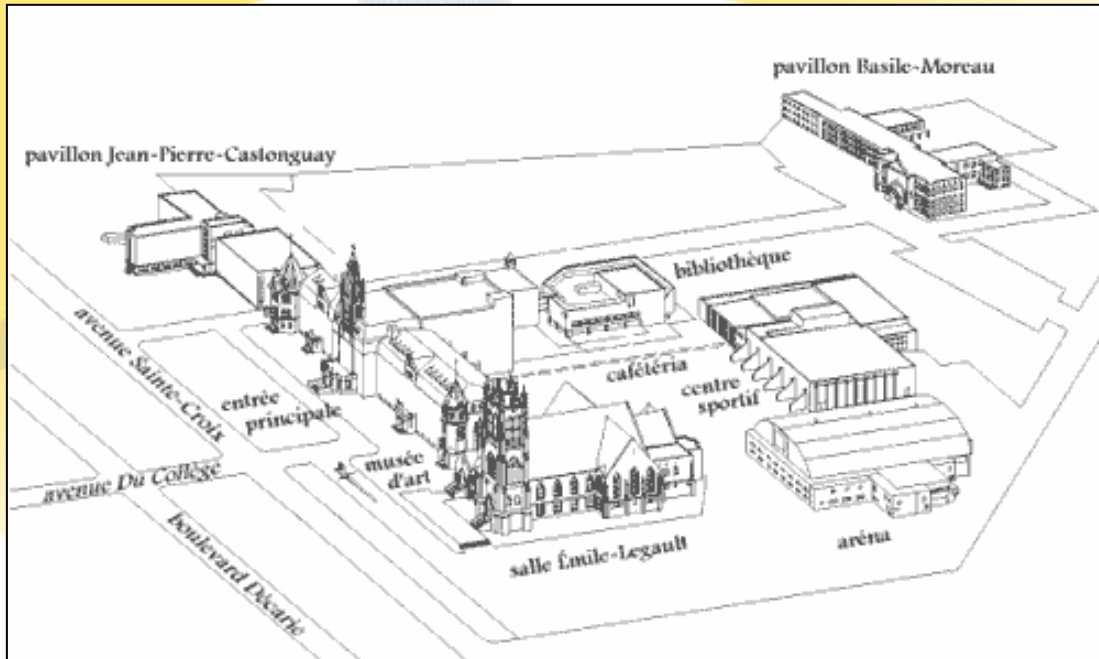 pavillon Basile-Moreau
pavillon Jean-Pierre-Castonguay
bibliothèque
avenue Sainte-Croix
entrée
principale
cafétéria
centre
sportif
musée
d'art
avenue Du Collège
boulevard Décarie
salle Émile-Legault
aréna